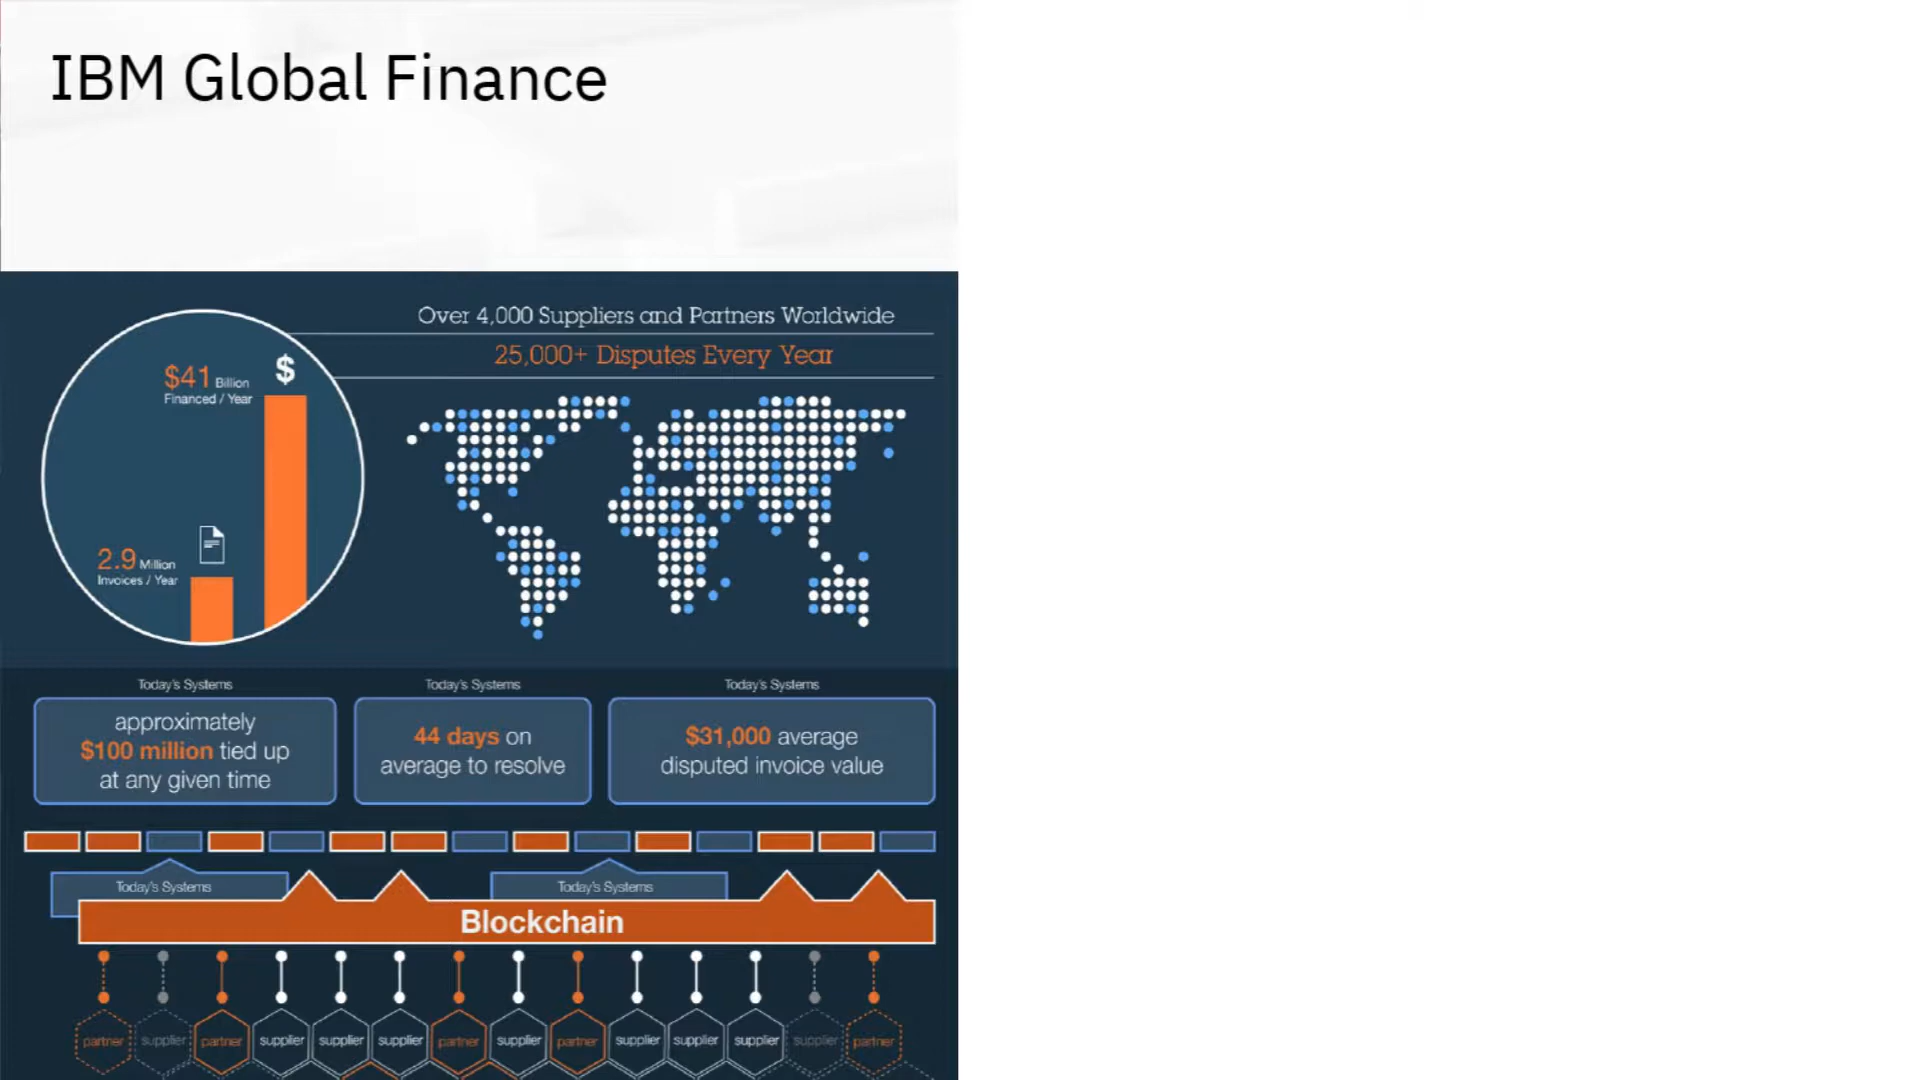 IBM Global Finance
Over 4,000 Suppliers and Partners Worldwide
25,000+ Disputes Every Year
$41 Billion
Financed / Year
$
2.9 Million
Invoices / Year
Today's Systems
approximately
$100 million tied up
at any given time
Today's Systems
44 days on
average to resolve
Today's Systems
$31,000 average
disputed invoice value
Today's Systems
Today's Systems
Blockchain
partner supplier partner supplier supplier supplier partner supplier partner supplier supplier supplier supplier partner